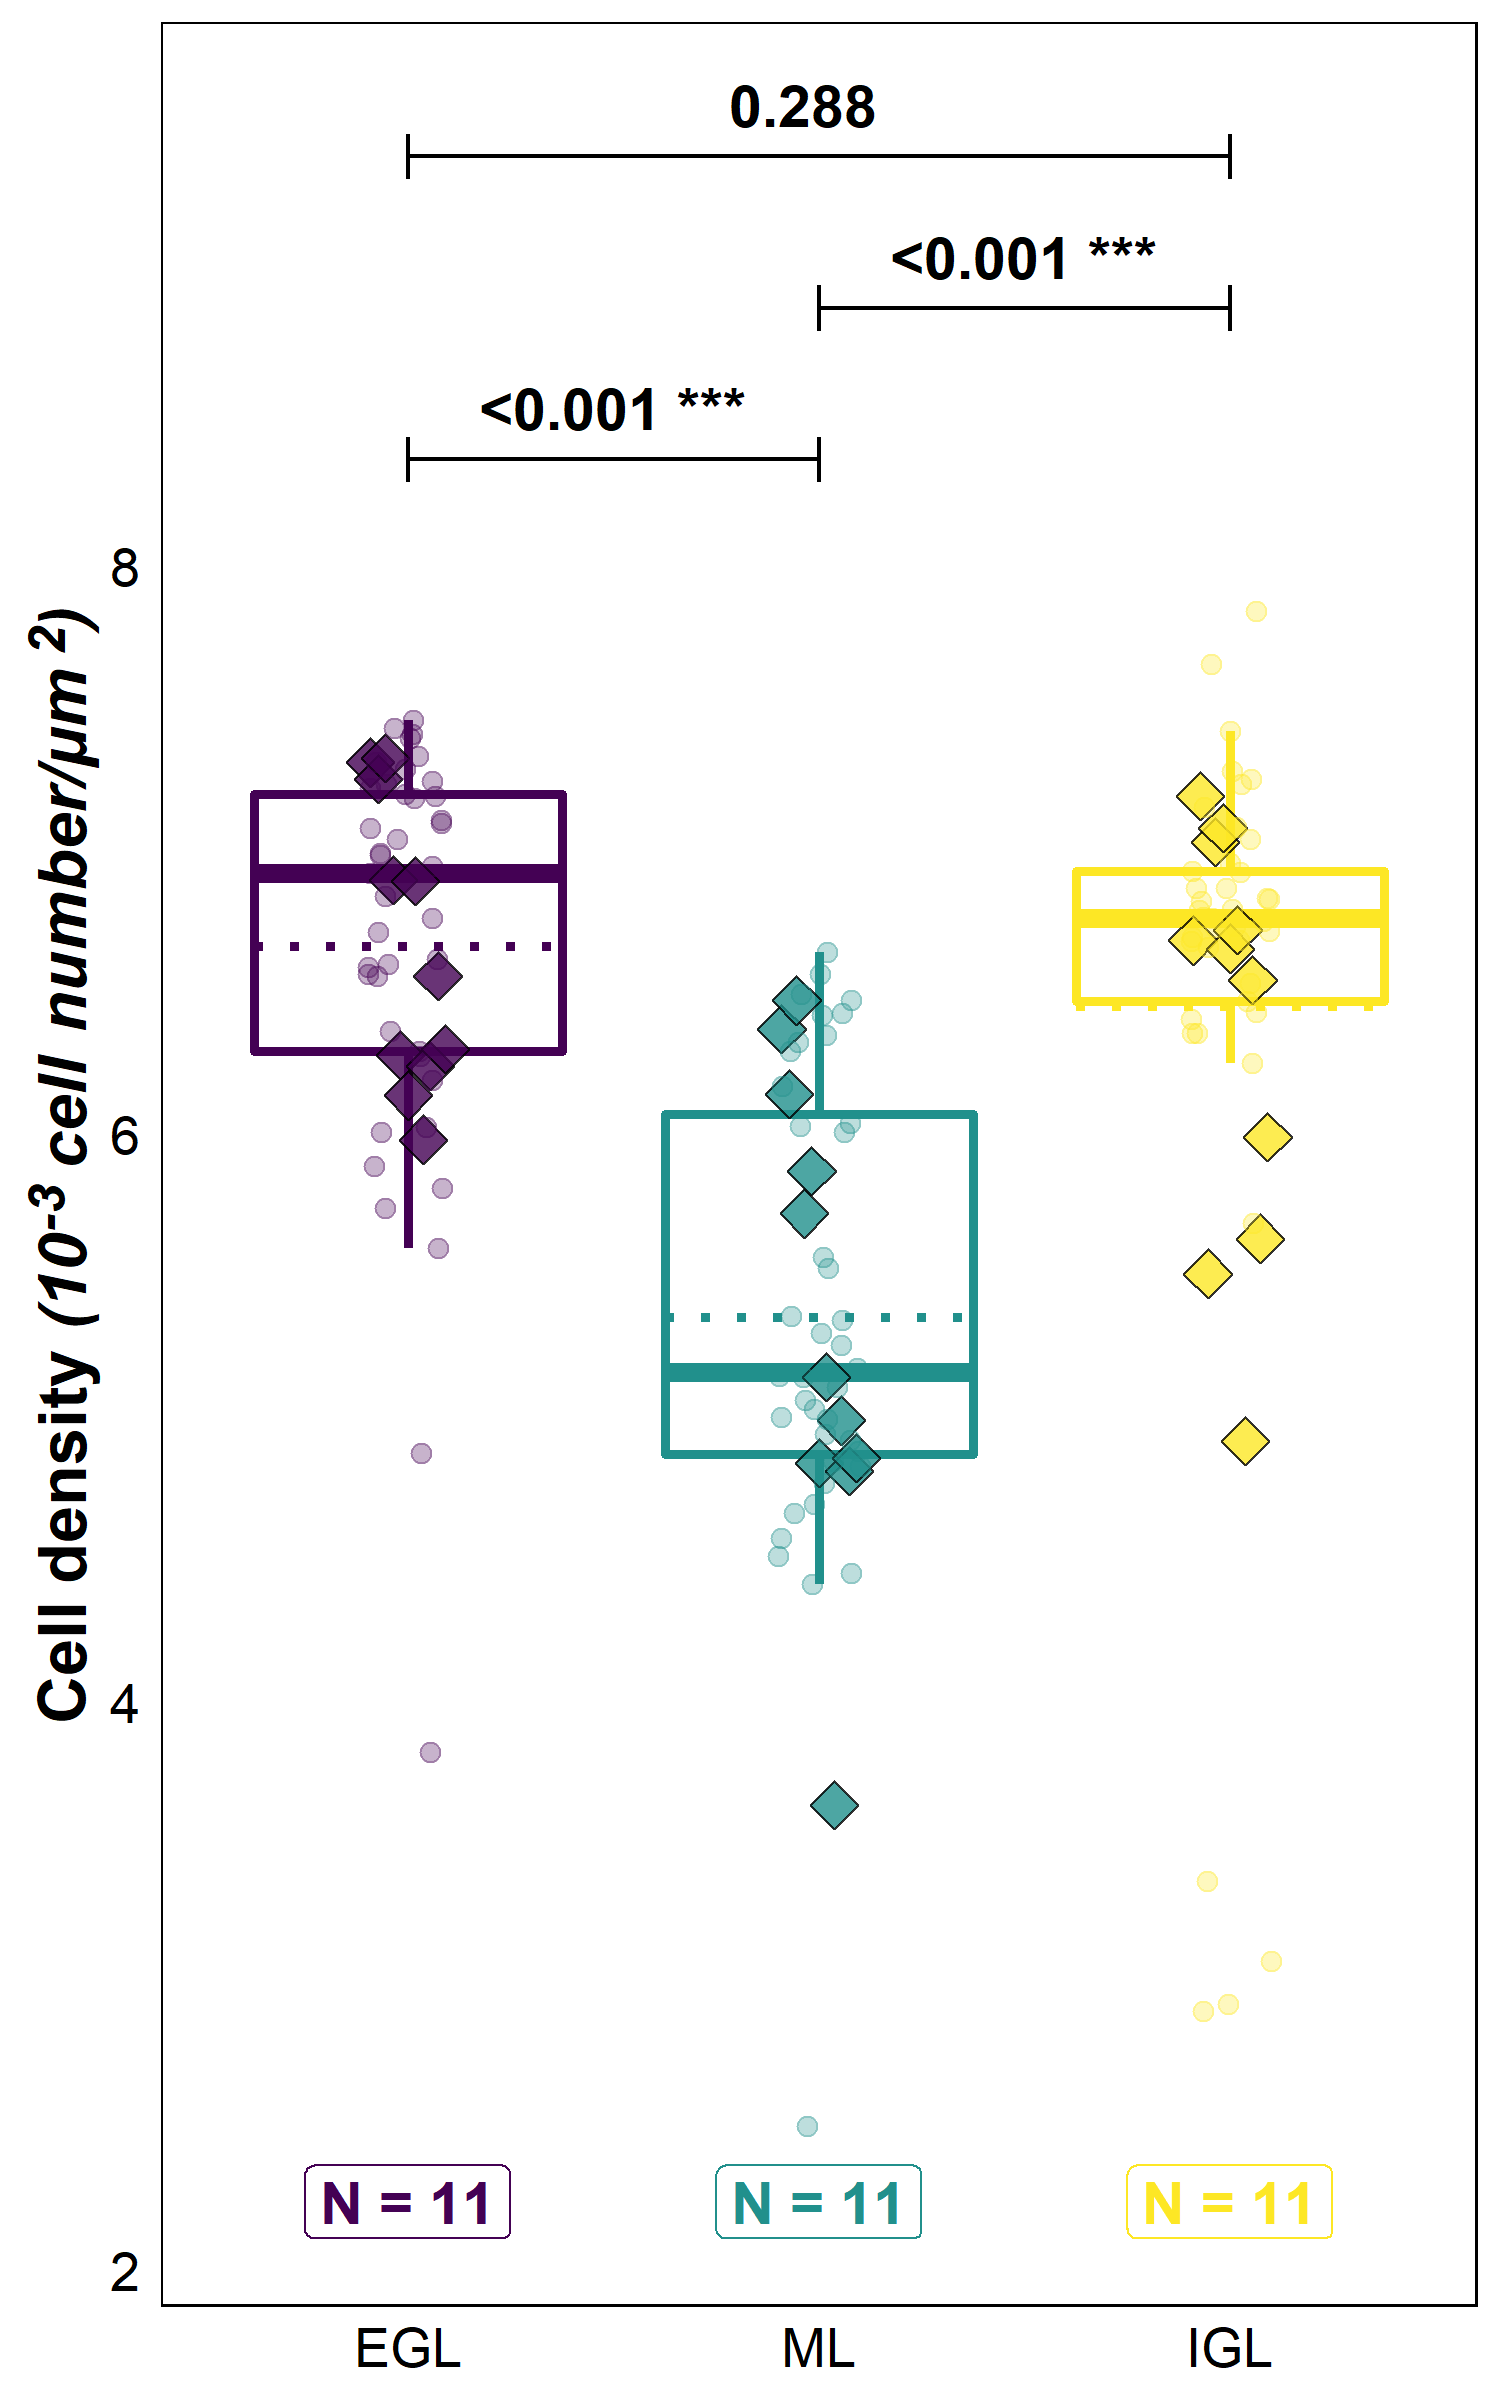 0.288
<0.001 ***
<0.001 ***
Cell density (10-3 cell number/µm 2)
8
6
4
2
N = 11
N = 11
N = 11
EGL
ML
IGL